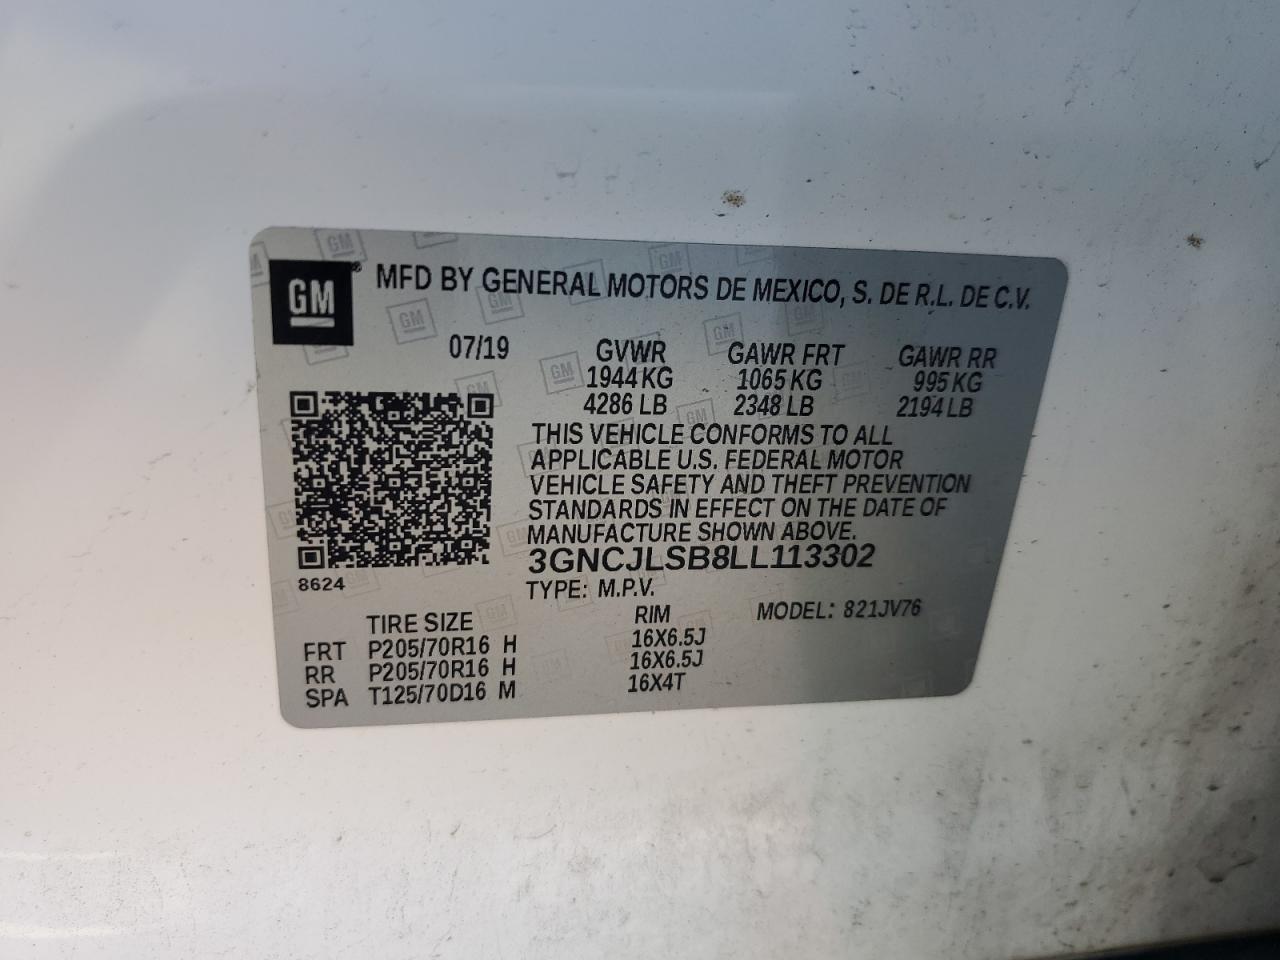 GM® MFD BY GENERAL MOTORS DE MEXICO, S. DE R.L. DE C.V.
07/19 GVWR GAWR FRT GAWR RR
1944 KG 1065 KG 995 KG
4286 LB 2348 LB 2194 LB
THIS VEHICLE CONFORMS TO ALL
APPLICABLE U.S. FEDERAL MOTOR
VEHICLE SAFETY AND THEFT PREVENTION
STANDARDS IN EFFECT ON THE DATE OF
MANUFACTURE SHOWN ABOVE.
3GNCJLSB8LL113302
8624
TYPE: M.P.V.
TIRE SIZE RIM MODEL: 821JV76
FRT P205/70R16 H 16X6.5J
RR P205/70R16 H 16X6.5J
SPA T125/70D16 M 16X4T